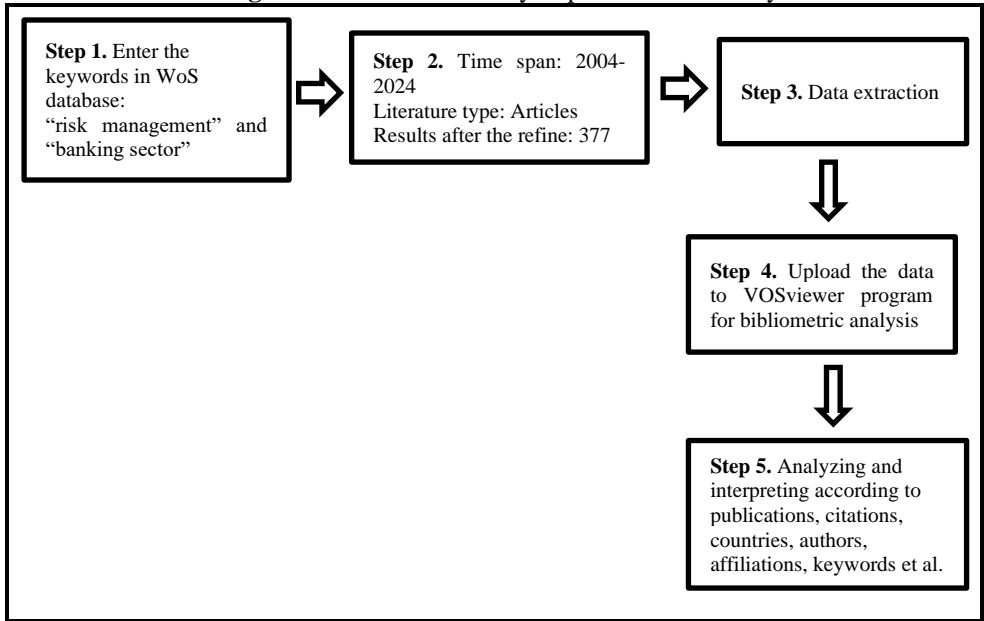 Step 1. Enter the
keywords in WoS
database:
“risk management” and
“banking sector”
Step 2. Time span: 2004-
2024
Literature type: Articles
Results after the refine: 377
Step 3. Data extraction
Step 4. Upload the data
to VOSviewer program
for bibliometric analysis
Step 5. Analyzing and
interpreting according to
publications, citations,
countries, authors,
affiliations, keywords et al.